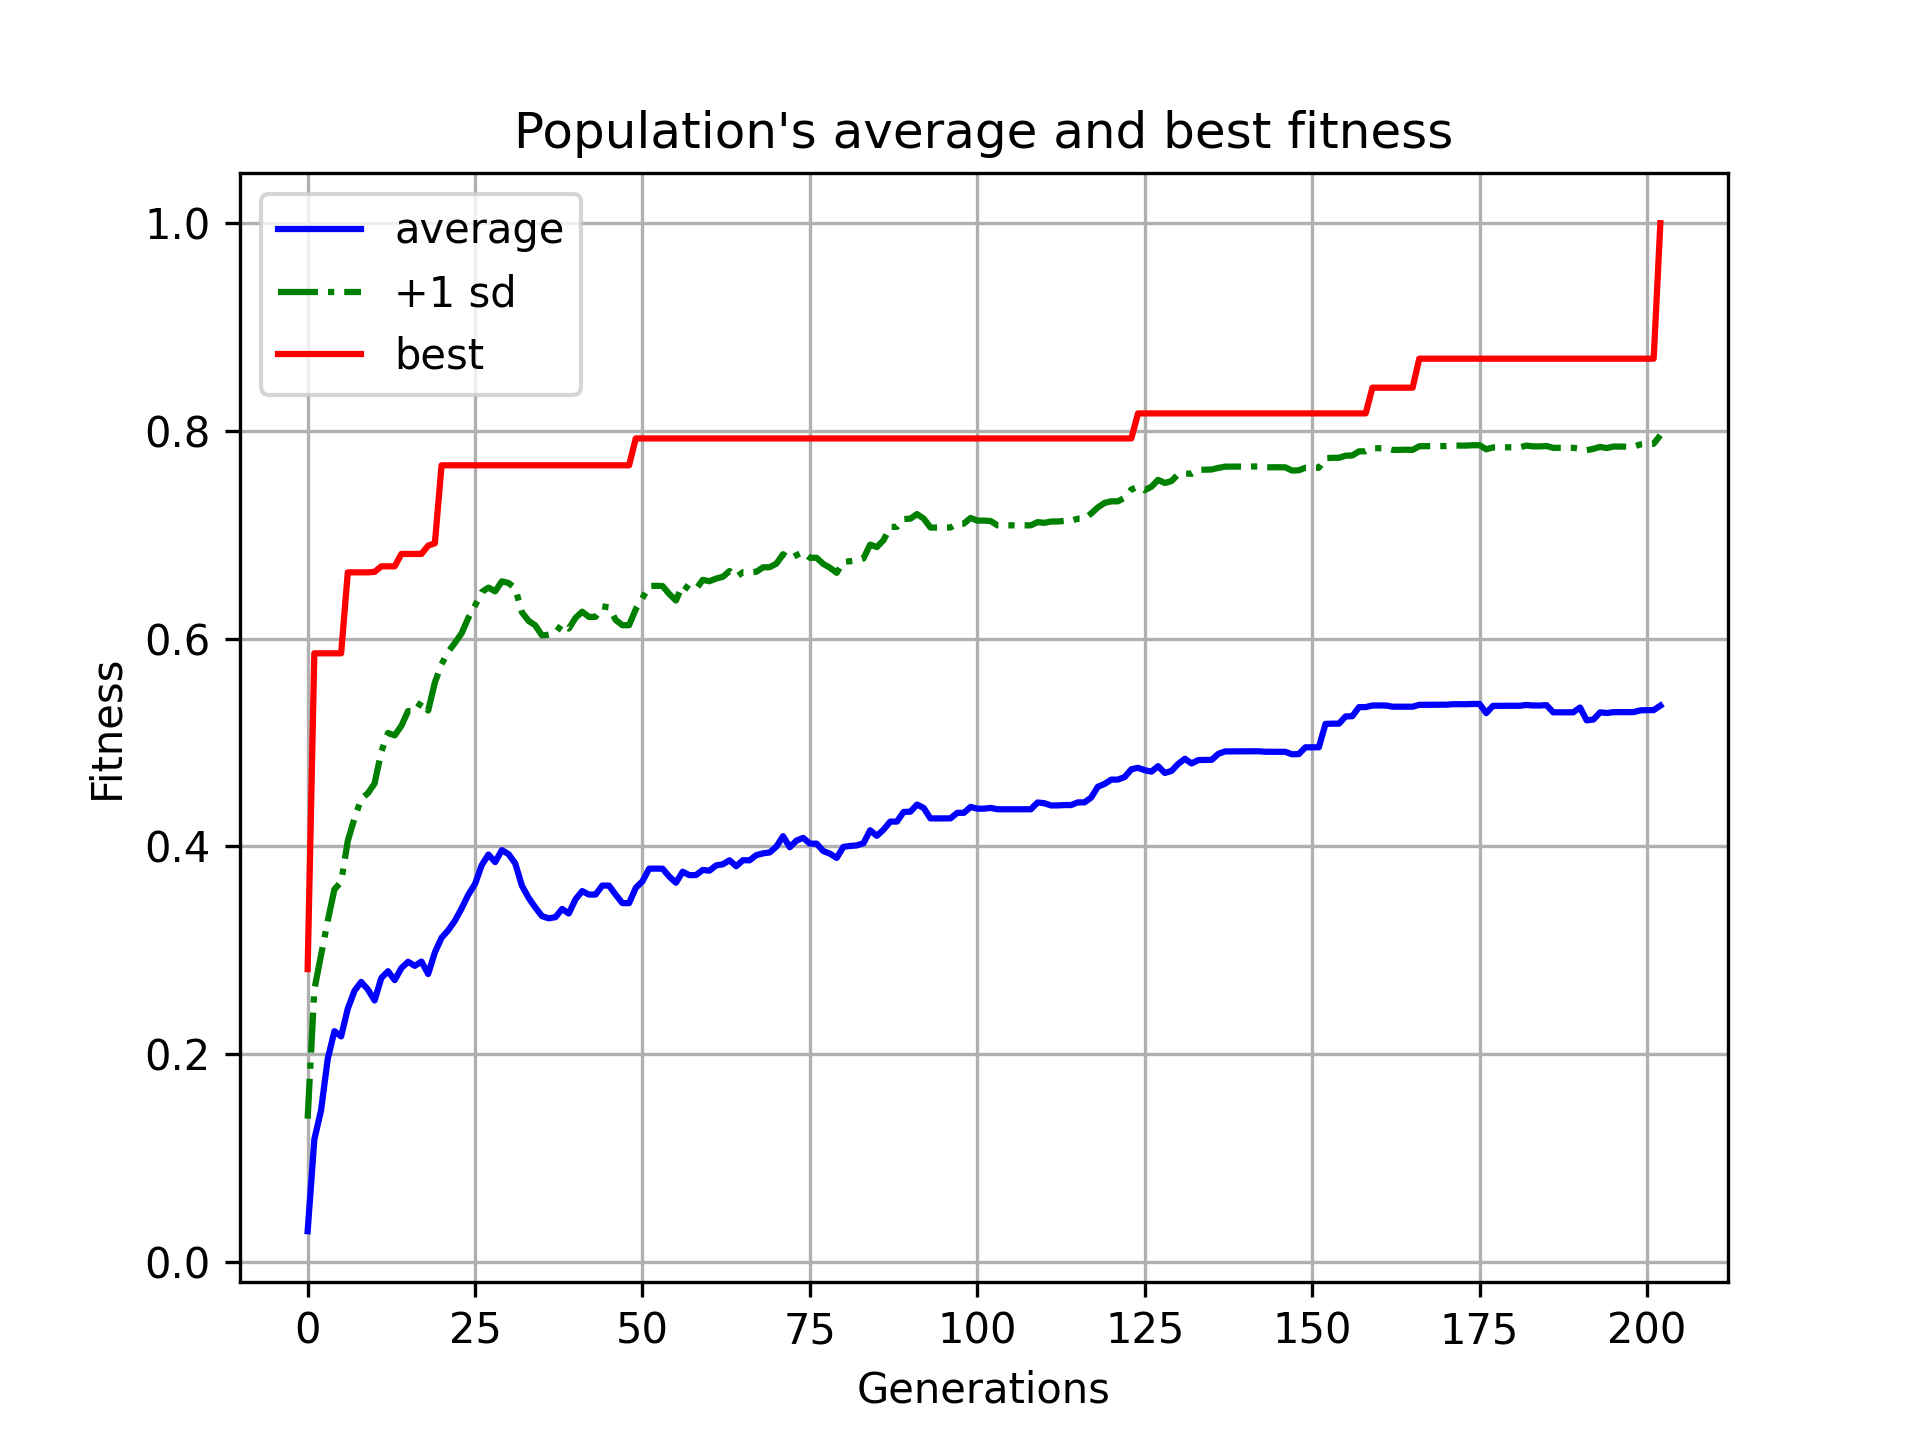 Population's average and best fitness
average
+1 sd
best
1.0
0.8
0.6
0.4
0.2
0.0
Fitness
0 25 50 75 100 125 150 175 200
Generations